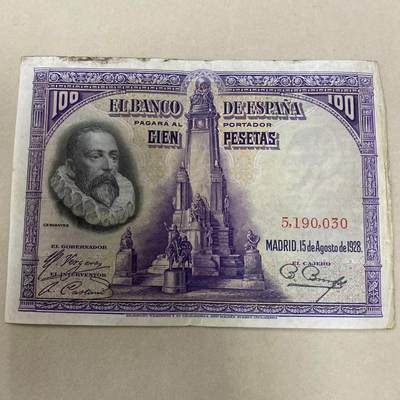 100 EL BANCO DE ESPAÑA 100
PAGARÁ AL PORTADOR
CIEN PESETAS
CERVANTES
5,190,030
MADRID, 15 de Agosto de 1928.
EL GOBERNADOR
EL CAJERO
EL INTERVENTOR